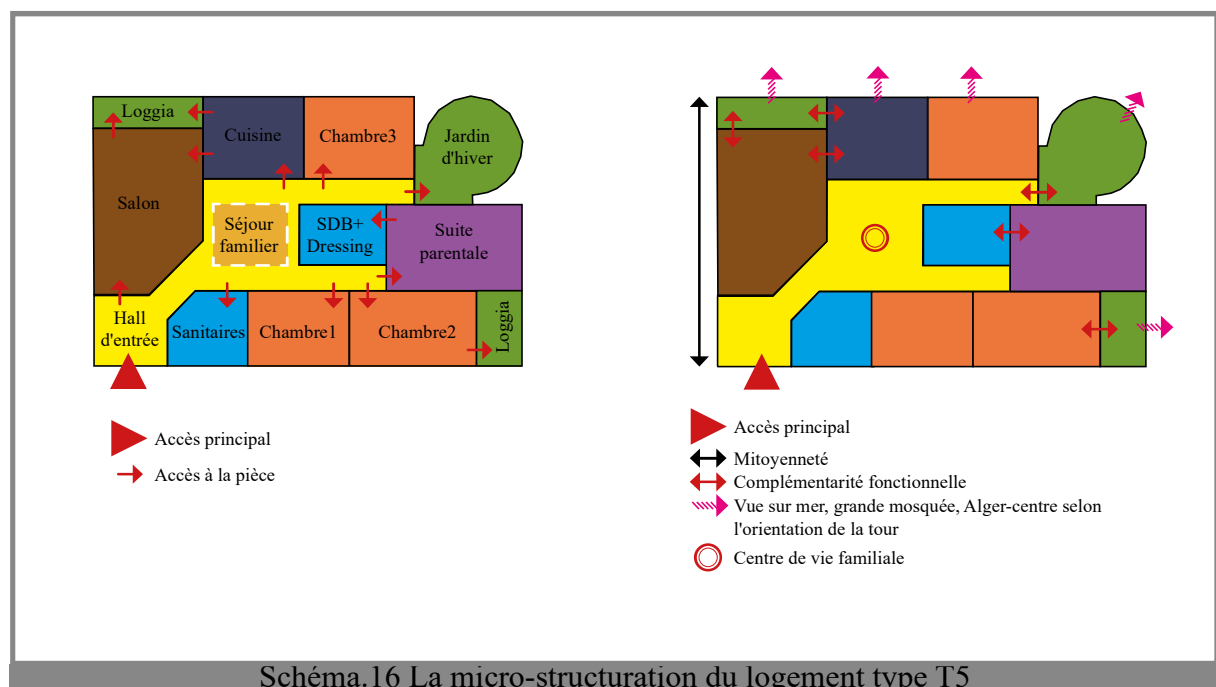 Loggia
Cuisine
Chambre3
Jardin
d'hiver
Salon
Séjour
familier
SDB+
Dressing
Suite
parentale
Hall
d'entrée
Sanitaires
Chambre1
Chambre2
Loggia
Accès principal
Accès à la pièce
Accès principal
Mitoyenneté
Complémentarité fonctionnelle
Vue sur mer, grande mosquée, Alger-centre selon
l'orientation de la tour
Centre de vie familiale
Schéma.16 La micro-structuration du logement type T5